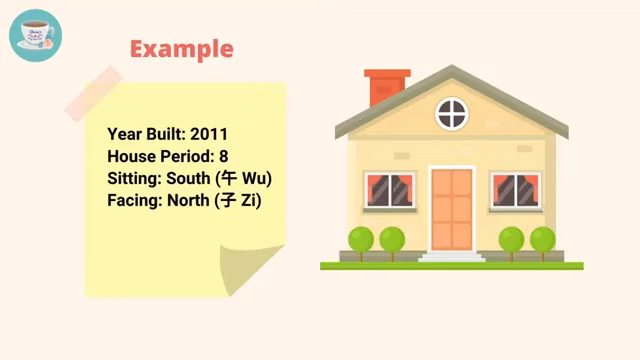 Example
Year Built: 2011
House Period: 8
Sitting: South (午 Wu)
Facing: North (子 Zi)